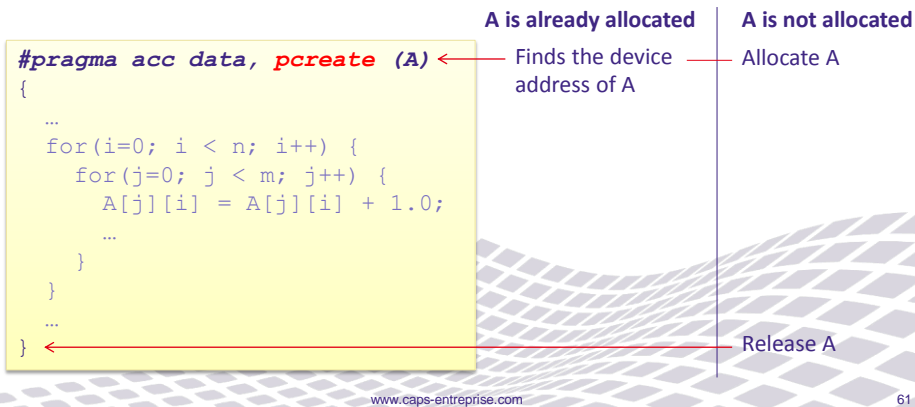 A is already allocated
A is not allocated
#pragma acc data, pcreate (A)
Finds the device
address of A
Allocate A
{
…
for(i=0; i < n; i++) {
for(j=0; j < m; j++) {
A[j][i] = A[j][i] + 1.0;
…
}
}
…
}
Release A
www.caps-entreprise.com
61